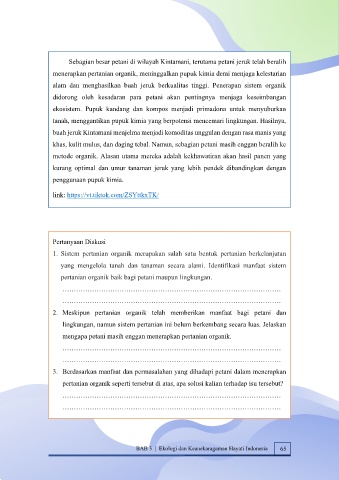 Sebagian besar petani di wilayah Kintamani, terutama petani jeruk telah beralih
menerapkan pertanian organik, meninggalkan pupuk kimia demi menjaga kelestarian
alam dan menghasilkan buah jeruk berkualitas tinggi. Penerapan sistem organik
didorong oleh kesadaran para petani akan pentingnya menjaga keseimbangan
ekosistem. Pupuk kandang dan kompos menjadi primadona untuk menyuburkan
tanah, menggantikan pupuk kimia yang berpotensi mencemari lingkungan. Hasilnya,
buah jeruk Kintamani menjelma menjadi komoditas unggulan dengan rasa manis yang
khas, kulit mulus, dan daging tebal. Namun, sebagian petani masih enggan beralih ke
metode organik. Alasan utama mereka adalah kekhawatiran akan hasil panen yang
kurang optimal dan umur tanaman jeruk yang lebih pendek dibandingkan dengan
penggunaan pupuk kimia.
link: https://vt.tiktok.com/ZSYttkxTK/
Pertanyaan Diskusi
1. Sistem pertanian organik merupakan salah satu bentuk pertanian berkelanjutan
yang mengelola tanah dan tanaman secara alami. Identifikasi manfaat sistem
pertanian organik baik bagi petani maupun lingkungan.
2. Meskipun pertanian organik telah memberikan manfaat bagi petani dan
lingkungan, namun sistem pertanian ini belum berkembang secara luas. Jelaskan
mengapa petani masih enggan menerapkan pertanian organik.
3. Berdasarkan manfaat dan permasalahan yang dihadapi petani dalam menerapkan
pertanian organik seperti tersebut di atas, apa solusi kalian terhadap isu tersebut?
BAB 3 | Ekologi dan Keanekaragaman Hayati Indonesia 65